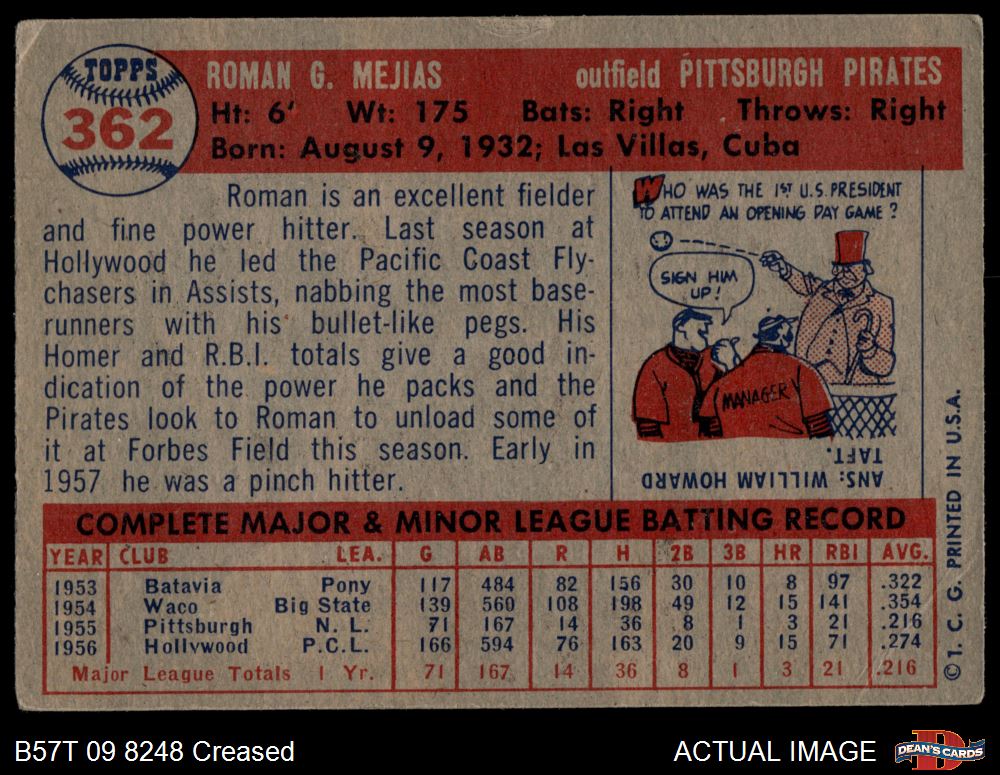 TOPPS
362
ROMAN G. MEJIAS outfield PITTSBURGH PIRATES
Ht: 6' Wt: 175 Bats: Right Throws: Right
Born: August 9, 1932; Las Villas, Cuba
Roman is an excellent fielder
and fine power hitter. Last season at
Hollywood he led the Pacific Coast Fly-
chasers in Assists, nabbing the most base-
runners with his bullet-like pegs. His
Homer and R.B.I. totals give a good in-
dication of the power he packs and the
Pirates look to Roman to unload some of
it at Forbes Field this season. Early in
1957 he was a pinch hitter.
WHO WAS THE 1ST U.S. PRESIDENT
TO ATTEND AN OPENING DAY GAME?
SIGN HIM
UP!
MANAGER
ANS: WILLIAM HOWARD
TAFT.
COMPLETE MAJOR & MINOR LEAGUE BATTING RECORD
YEAR CLUB LEA. G AB R H 2B 3B HR RBI AVG.
1953 Batavia Pony 117 484 82 156 30 10 8 97 .322
1954 Waco Big State 139 560 108 198 49 12 15 141 .354
1955 Pittsburgh N. L. 71 167 14 36 8 1 3 21 .216
1956 Hollywood P.C.L. 166 594 76 163 20 9 15 71 .274
Major League Totals 1 Yr. 71 167 14 36 8 1 3 21 .216
© T. C. G. PRINTED IN U.S.A.
B57T 09 8248 Creased
ACTUAL IMAGE
DEAN'S CARDS